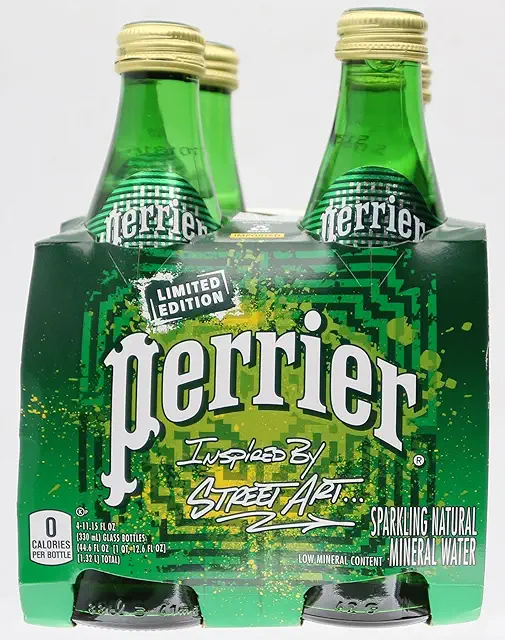 perrier
perrier
IMPORTED
LIMITED
EDITION
perrier®
INSPIRED BY
STREET ART...
0
CALORIES
PER BOTTLE
4-11.15 FL OZ
(330 mL) GLASS BOTTLES
(44.6 FL OZ (1 QT, 12.6 FL OZ)
(1.32 L) TOTAL)
LOW MINERAL CONTENT
SPARKLING NATURAL
MINERAL WATER